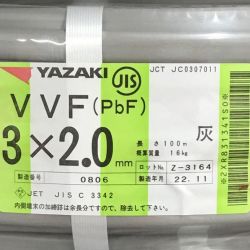 YAZAKI JIS JCT JC0307011
VVF(PbF)
3×2.0mm
長さ 100m
概算質量 16kg
灰
ロットNo. Z-3164
製造番号 0806
製造年月 22.11
JET JIS C 3342
内側端末の加締部は余長分ですので、除去して下さい。